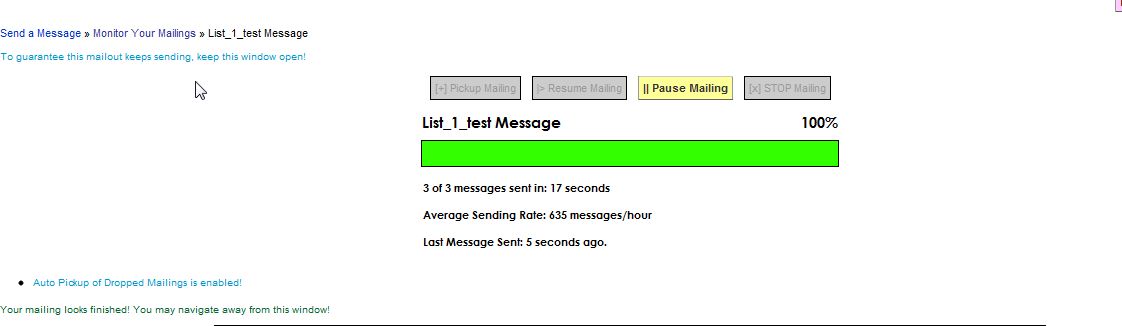 Send a Message » Monitor Your Mailings » List_1_test Message
To guarantee this mailout keeps sending, keep this window open!
[+] Pickup Mailing |> Resume Mailing || Pause Mailing [x] STOP Mailing
List_1_test Message 100%
3 of 3 messages sent in: 17 seconds
Average Sending Rate: 635 messages/hour
Last Message Sent: 5 seconds ago.
Auto Pickup of Dropped Mailings is enabled!
Your mailing looks finished! You may navigate away from this window!